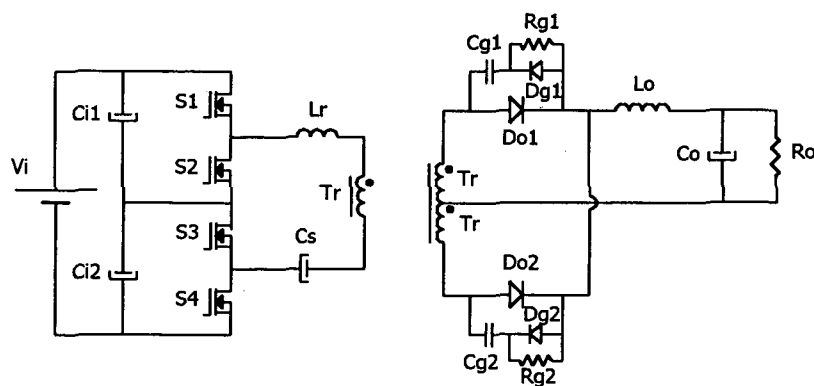 Rg1
Cg1
S1
Dg1
Lo
Ci1
Lr
Do1
Vi
S2
Co
Ro
Tr
Tr
Tr
S3
Cs
Do2
Ci2
S4
Dg2
Cg2
Rg2